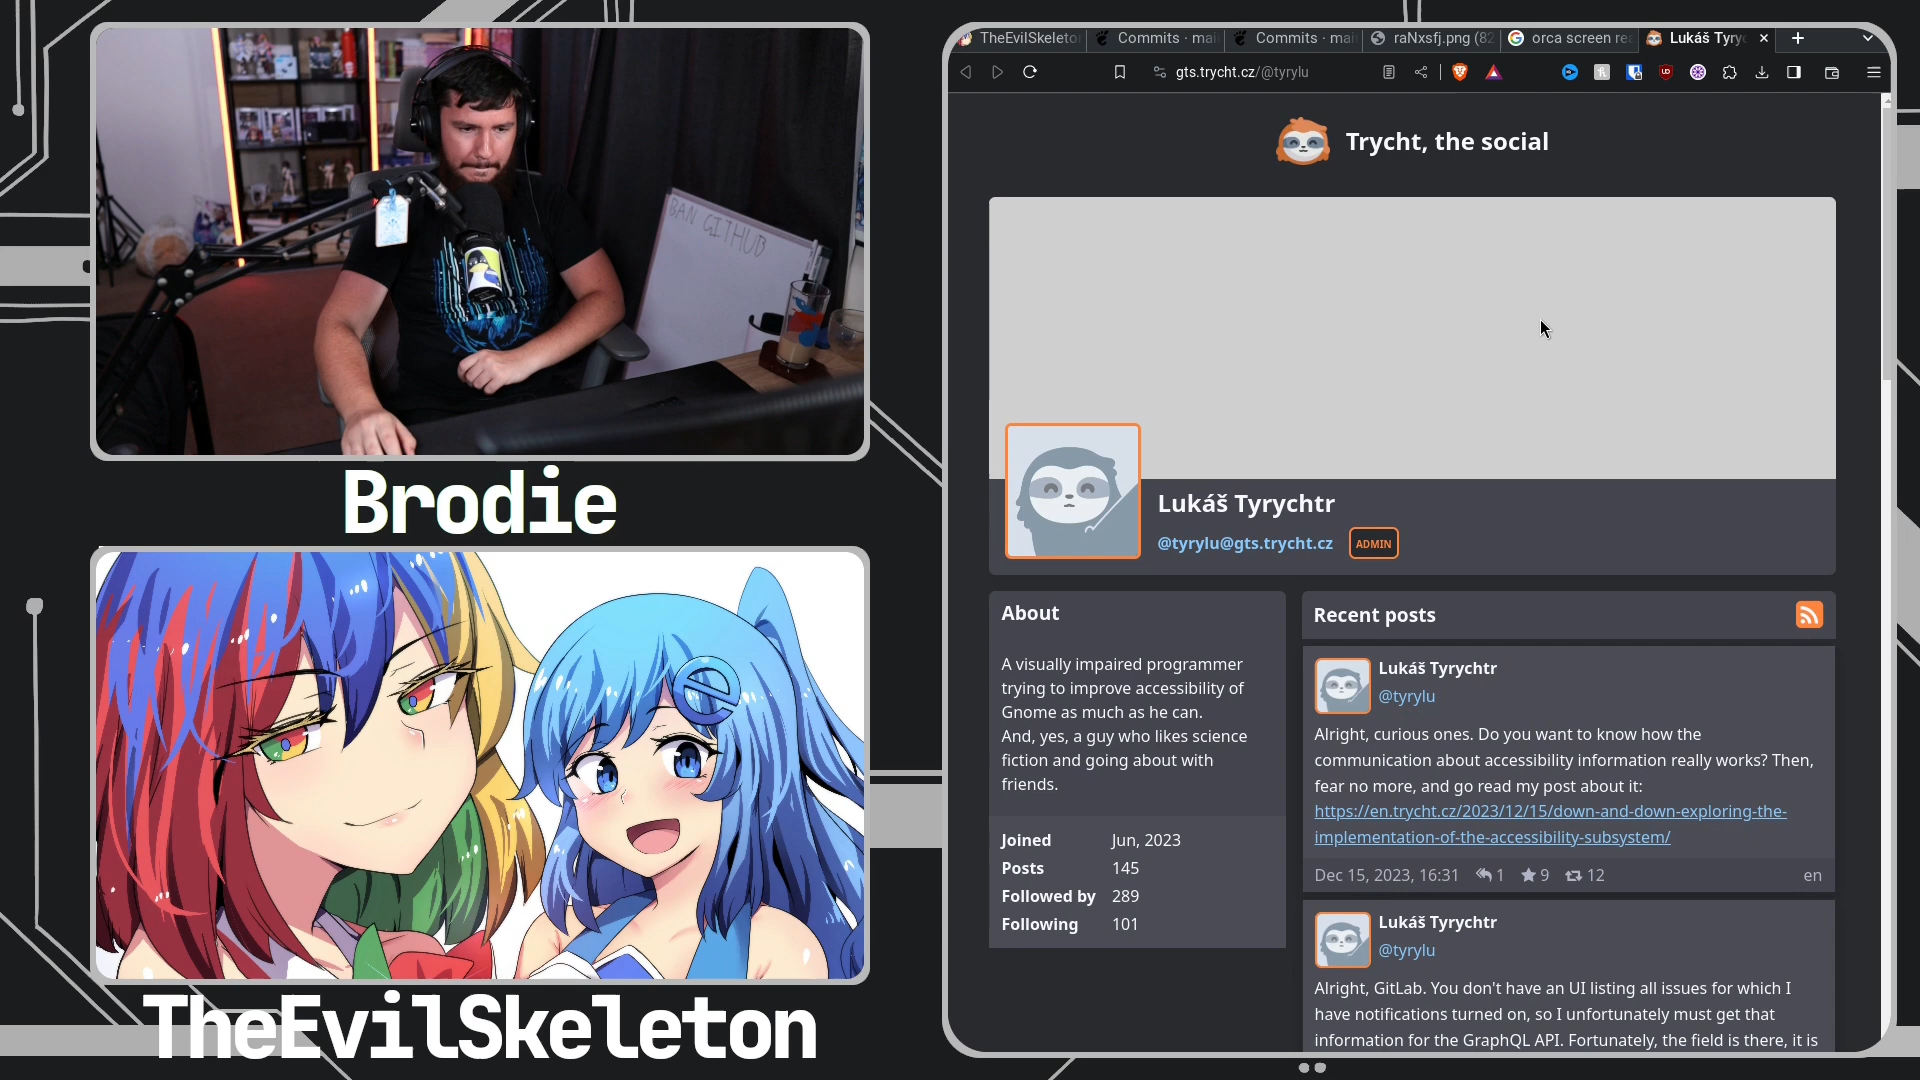 TheEvilSkeleto
Commits · mai
Commits · mai
raNxsfj.png (82
orca screen re
Lukáš Tyry
gts.trycht.cz/@tyrylu
Trycht, the social
BAN GITHUB
Brodie
TheEvilSkeleton
Lukáš Tyrychtr
@tyrylu@gts.trycht.cz ADMIN
About
A visually impaired programmer
trying to improve accessibility of
Gnome as much as he can.
And, yes, a guy who likes science
fiction and going about with
friends.
Joined Jun, 2023
Posts 145
Followed by 289
Following 101
Recent posts
Lukáš Tyrychtr
@tyrylu
Alright, curious ones. Do you want to know how the
communication about accessibility information really works? Then,
fear no more, and go read my post about it:
https://en.trycht.cz/2023/12/15/down-and-down-exploring-the-
implementation-of-the-accessibility-subsystem/
Dec 15, 2023, 16:31 1 9 12 en
Lukáš Tyrychtr
@tyrylu
Alright, GitLab. You don't have an UI listing all issues for which I
have notifications turned on, so I unfortunately must get that
information for the GraphQL API. Fortunately, the field is there, it is